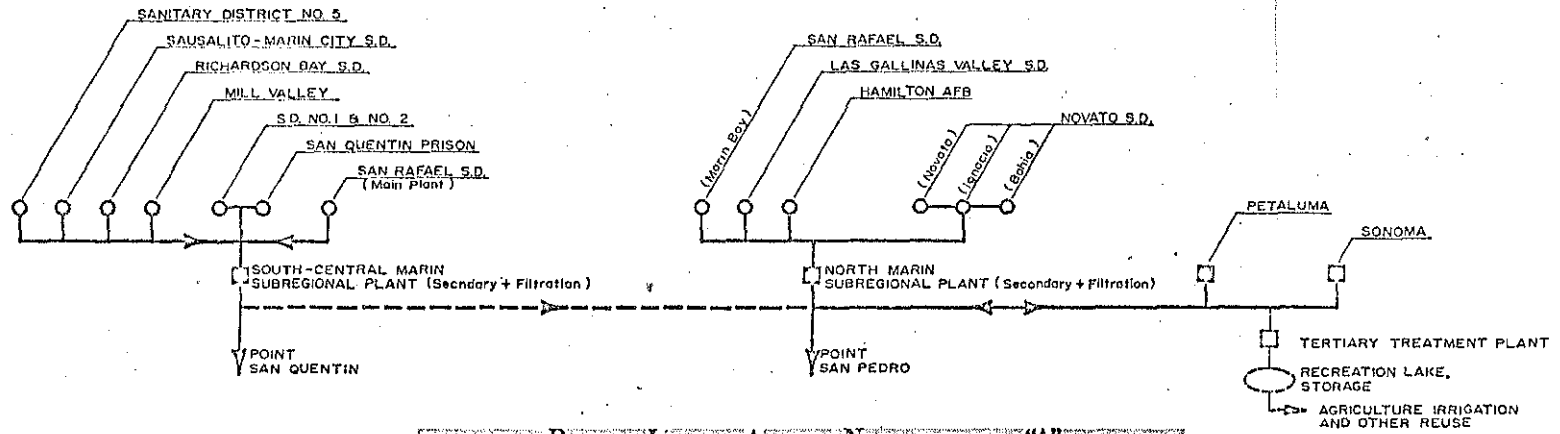 SANITARY DISTRICT NO. 5
SAUSALITO-MARIN CITY S.D.
RICHARDSON BAY S.D.
MILL VALLEY
S.D. NO.1 & NO. 2
SAN QUENTIN PRISON
SAN RAFAEL S.D.
(Main Plant)
SAN RAFAEL S.D.
LAS GALLINAS VALLEY S.D.
HAMILTON AFB
NOVATO S.D.
(Marin Bay)
(Novato)
(Ignacio)
(Bahia)
PETALUMA
SONOMA
SOUTH-CENTRAL MARIN
SUBREGIONAL PLANT (Secndary + Filtration)
NORTH MARIN
SUBREGIONAL PLANT (Secondary + Filtration)
POINT
SAN QUENTIN
POINT
SAN PEDRO
TERTIARY TREATMENT PLANT
RECREATION LAKE,
STORAGE
AGRICULTURE IRRIGATION
AND OTHER REUSE